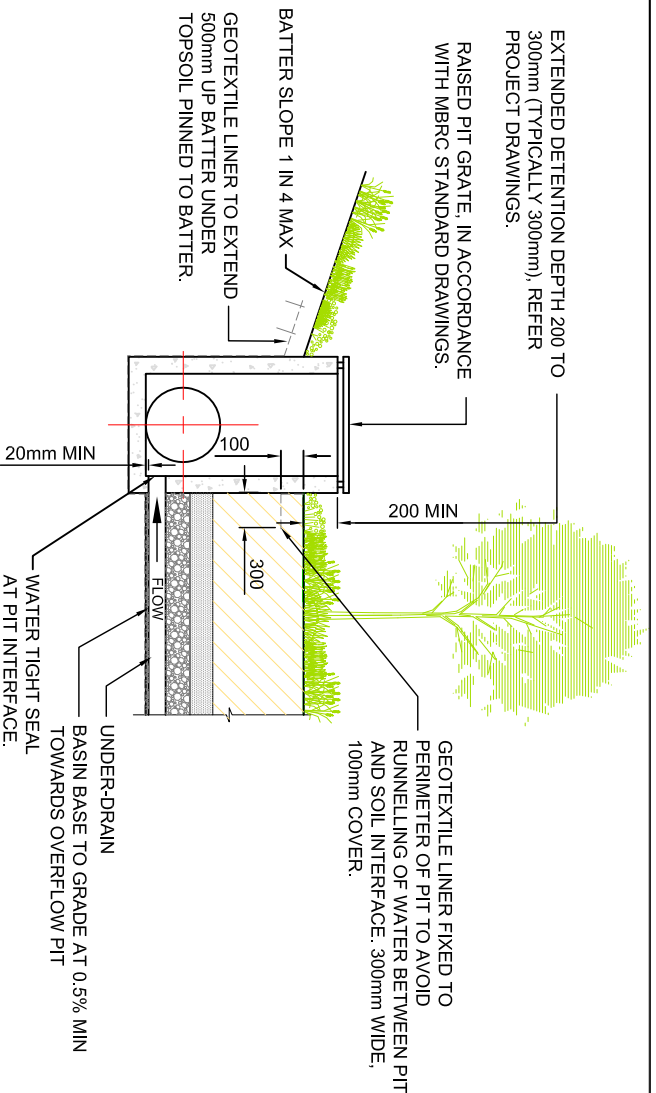 EXTENDED DETENTION DEPTH 200 TO
300mm (TYPICALLY 300mm), REFER
PROJECT DRAWINGS.
RAISED PIT GRATE, IN ACCORDANCE
WITH MBRC STANDARD DRAWINGS.
BATTER SLOPE 1 IN 4 MAX
GEOTEXTILE LINER TO EXTEND
500mm UP BATTER UNDER
TOPSOIL PINNED TO BATTER.
200 MIN
100
300
20mm MIN
FLOW
GEOTEXTILE LINER FIXED TO
PERIMETER OF PIT TO AVOID
RUNNELLING OF WATER BETWEEN PIT
AND SOIL INTERFACE. 300mm WIDE,
100mm COVER.
UNDER-DRAIN
BASIN BASE TO GRADE AT 0.5% MIN
TOWARDS OVERFLOW PIT
WATER TIGHT SEAL
AT PIT INTERFACE.